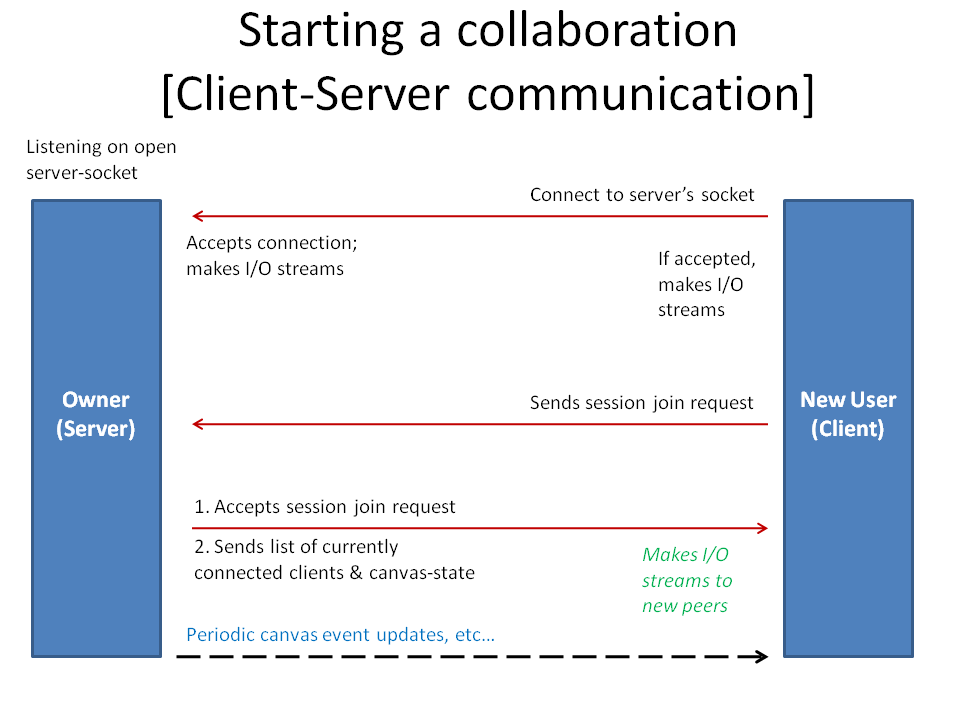 Starting a collaboration
[Client-Server communication]
Listening on open
server-socket
Connect to server's socket
Accepts connection;
makes I/O streams
If accepted,
makes I/O
streams
Owner
(Server)
Sends session join request
New User
(Client)
1. Accepts session join request
2. Sends list of currently
connected clients & canvas-state
Makes I/O
streams to
new peers
Periodic canvas event updates, etc…